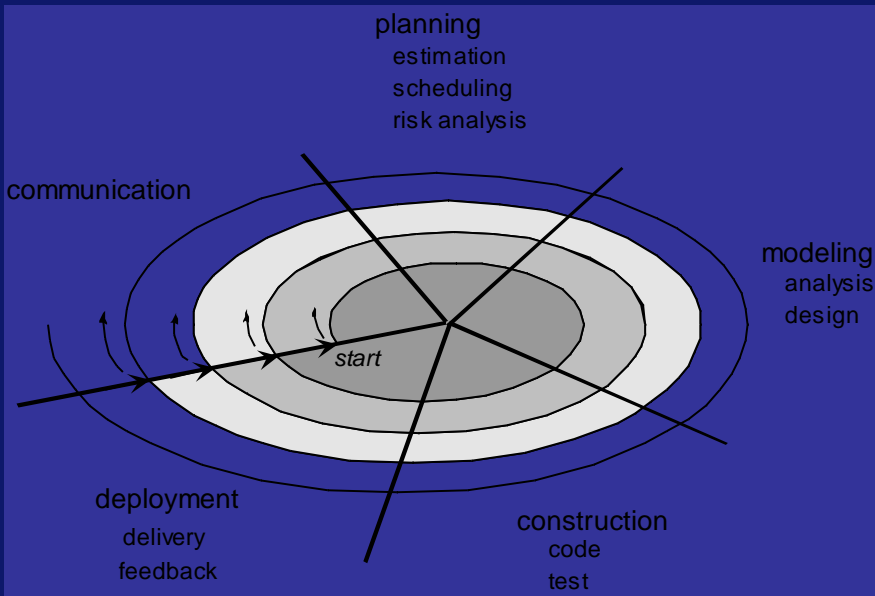 planning
estimation
scheduling
risk analysis
communication
modeling
analysis
design
start
deployment
delivery
feedback
construction
code
test